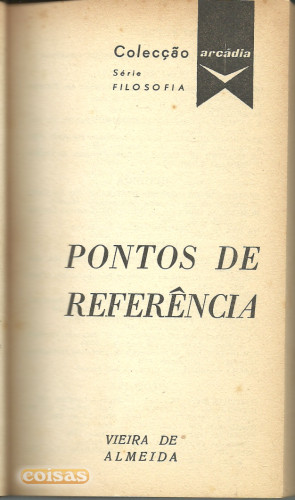 Colecção arcádia
Série
FILOSOFIA
PONTOS DE
REFERÊNCIA
VIEIRA DE
ALMEIDA
coisas